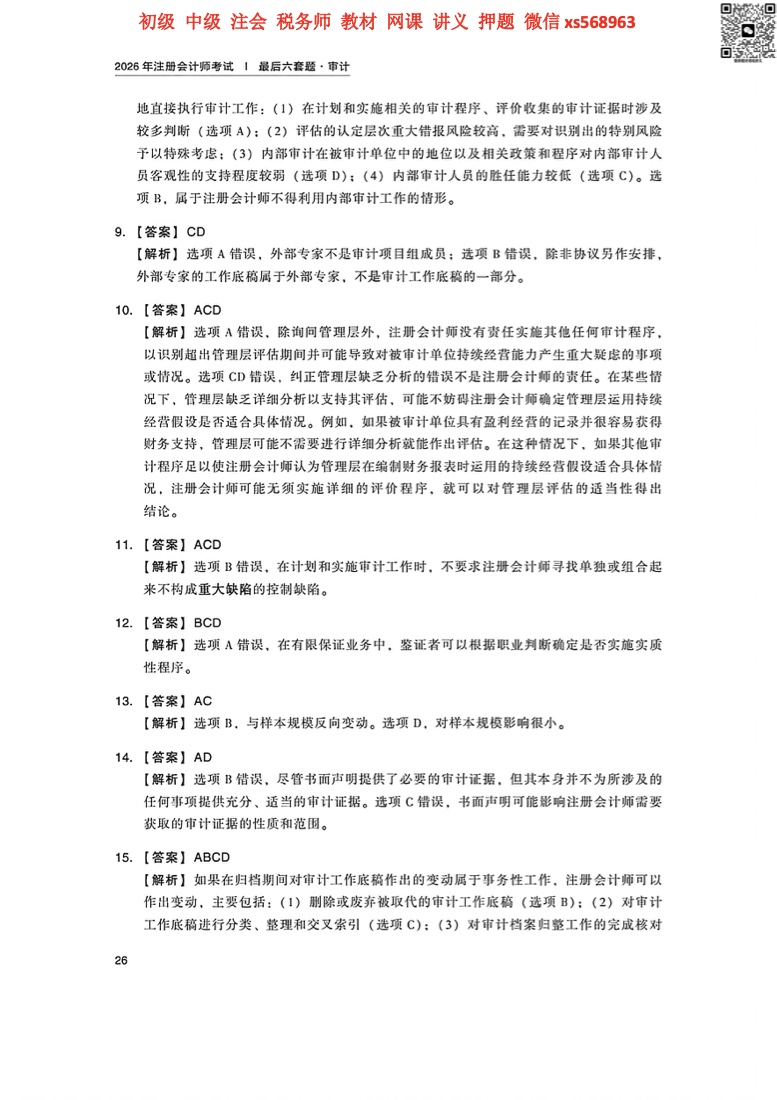 初级 中级 注会 税务师 教材 网课 讲义 押题 微信 xs568963
2026 年注册会计师考试 | 最后六套题·审计
地直接执行审计工作：（1）在计划和实施相关的审计程序、评价收集的审计证据时涉及
较多判断（选项 A）；（2）评估的认定层次重大错报风险较高，需要对识别出的特别风险
予以特殊考虑；（3）内部审计在被审计单位中的地位以及相关政策和程序对内部审计人
员客观性的支持程度较弱（选项 D）；（4）内部审计人员的胜任能力较低（选项 C）。选
项 B，属于注册会计师不得利用内部审计工作的情形。
9. 【答案】CD
【解析】选项 A 错误，外部专家不是审计项目组成员；选项 B 错误，除非协议另作安排，
外部专家的工作底稿属于外部专家，不是审计工作底稿的一部分。
10. 【答案】ACD
【解析】选项 A 错误，除询问管理层外，注册会计师没有责任实施其他任何审计程序，
以识别超出管理层评估期间并可能导致对被审计单位持续经营能力产生重大疑虑的事项
或情况。选项 CD 错误，纠正管理层缺乏分析的错误不是注册会计师的责任。在某些情
况下，管理层缺乏详细分析以支持其评估，可能不妨碍注册会计师确定管理层运用持续
经营假设是否适合具体情况。例如，如果被审计单位具有盈利经营的记录并很容易获得
财务支持，管理层可能不需要进行详细分析就能作出评估。在这种情况下，如果其他审
计程序足以使注册会计师认为管理层在编制财务报表时运用的持续经营假设适合具体情
况，注册会计师可能无须实施详细的评价程序，就可以对管理层评估的适当性得出
结论。
11. 【答案】ACD
【解析】选项 B 错误，在计划和实施审计工作时，不要求注册会计师寻找单独或组合起
来不构成重大缺陷的控制缺陷。
12. 【答案】BCD
【解析】选项 A 错误，在有限保证业务中，鉴证者可以根据职业判断确定是否实施实质
性程序。
13. 【答案】AC
【解析】选项 B，与样本规模反向变动。选项 D，对样本规模影响很小。
14. 【答案】AD
【解析】选项 B 错误，尽管书面声明提供了必要的审计证据，但其本身并不为所涉及的
任何事项提供充分、适当的审计证据。选项 C 错误，书面声明可能影响注册会计师需要
获取的审计证据的性质和范围。
15. 【答案】ABCD
【解析】如果在归档期间对审计工作底稿作出的变动属于事务性工作，注册会计师可以
作出变动，主要包括：（1）删除或废弃被取代的审计工作底稿（选项 B）；（2）对审计
工作底稿进行分类、整理和交叉索引（选项 C）；（3）对审计档案归整工作的完成核对
26